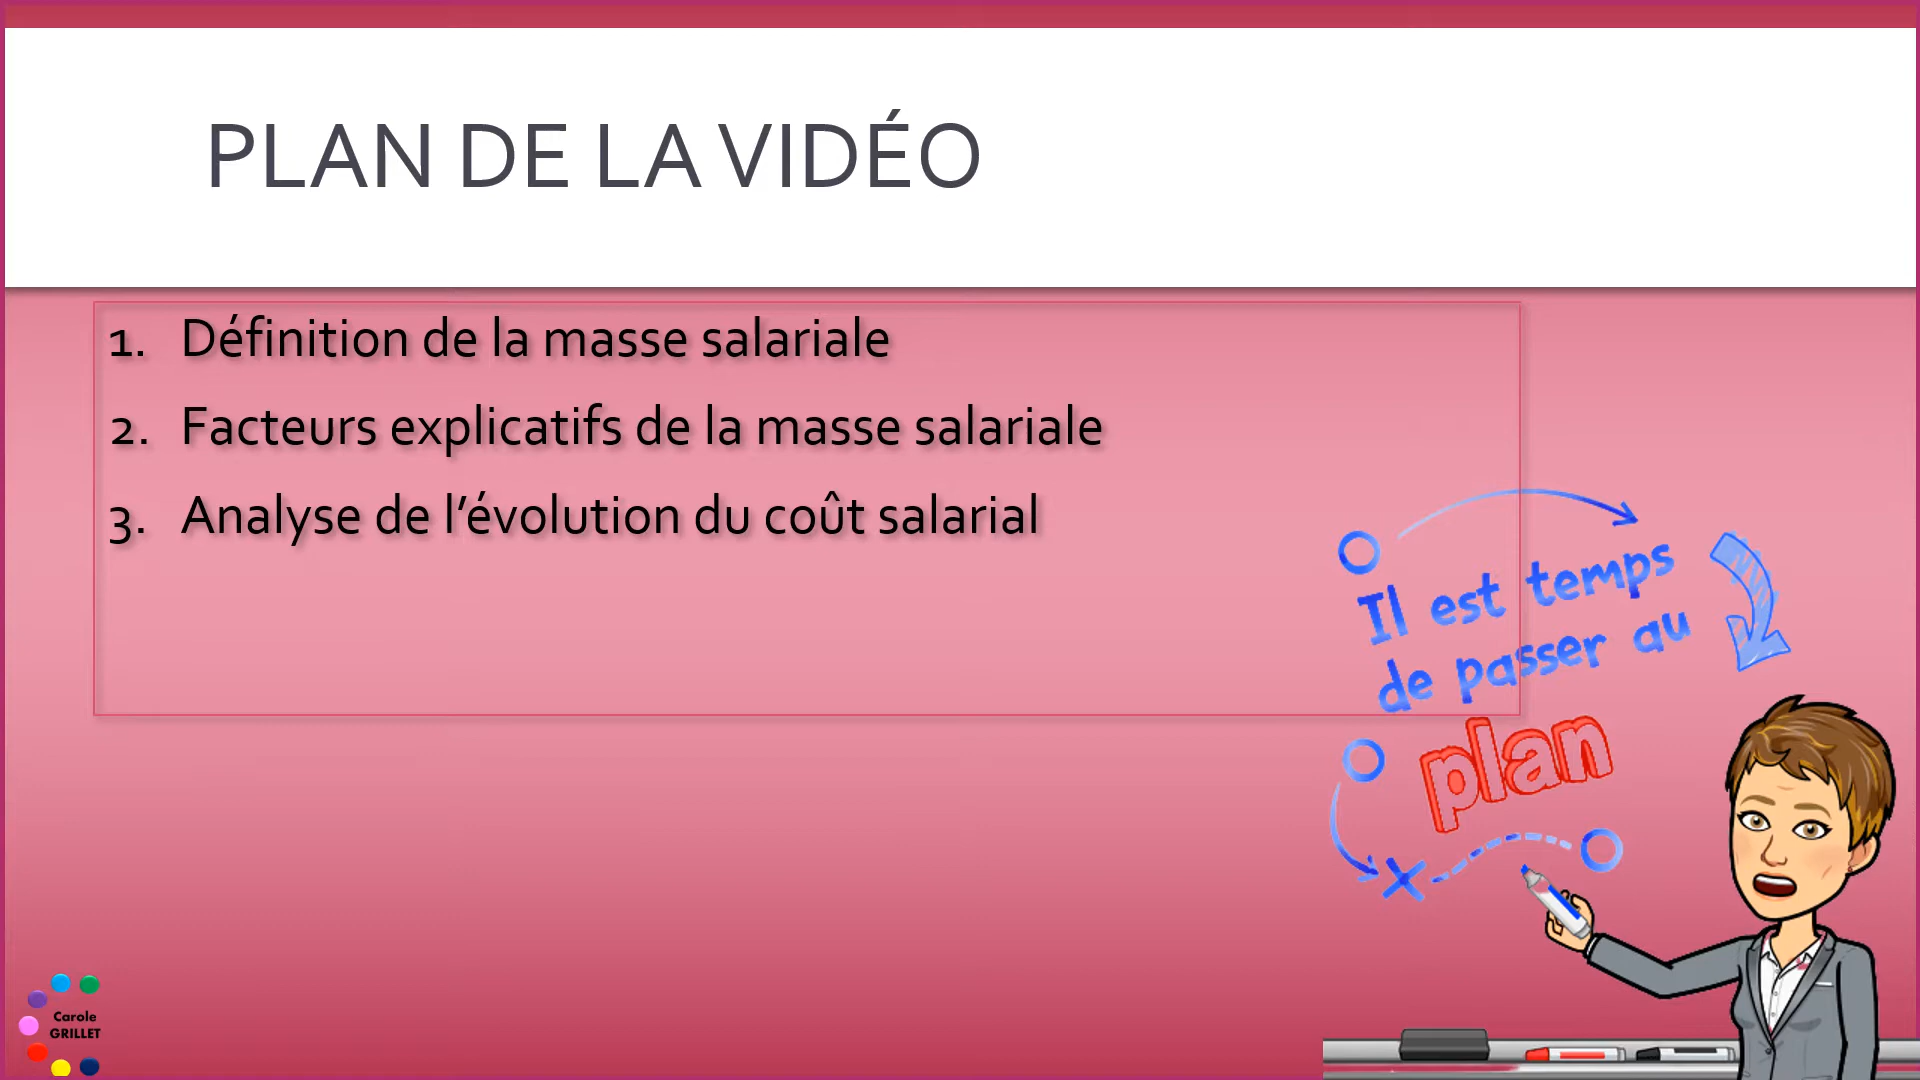 PLAN DE LA VIDÉO
1. Définition de la masse salariale
2. Facteurs explicatifs de la masse salariale
3. Analyse de l’évolution du coût salarial
Il est temps
de passer au
plan
Carole
GRILLET